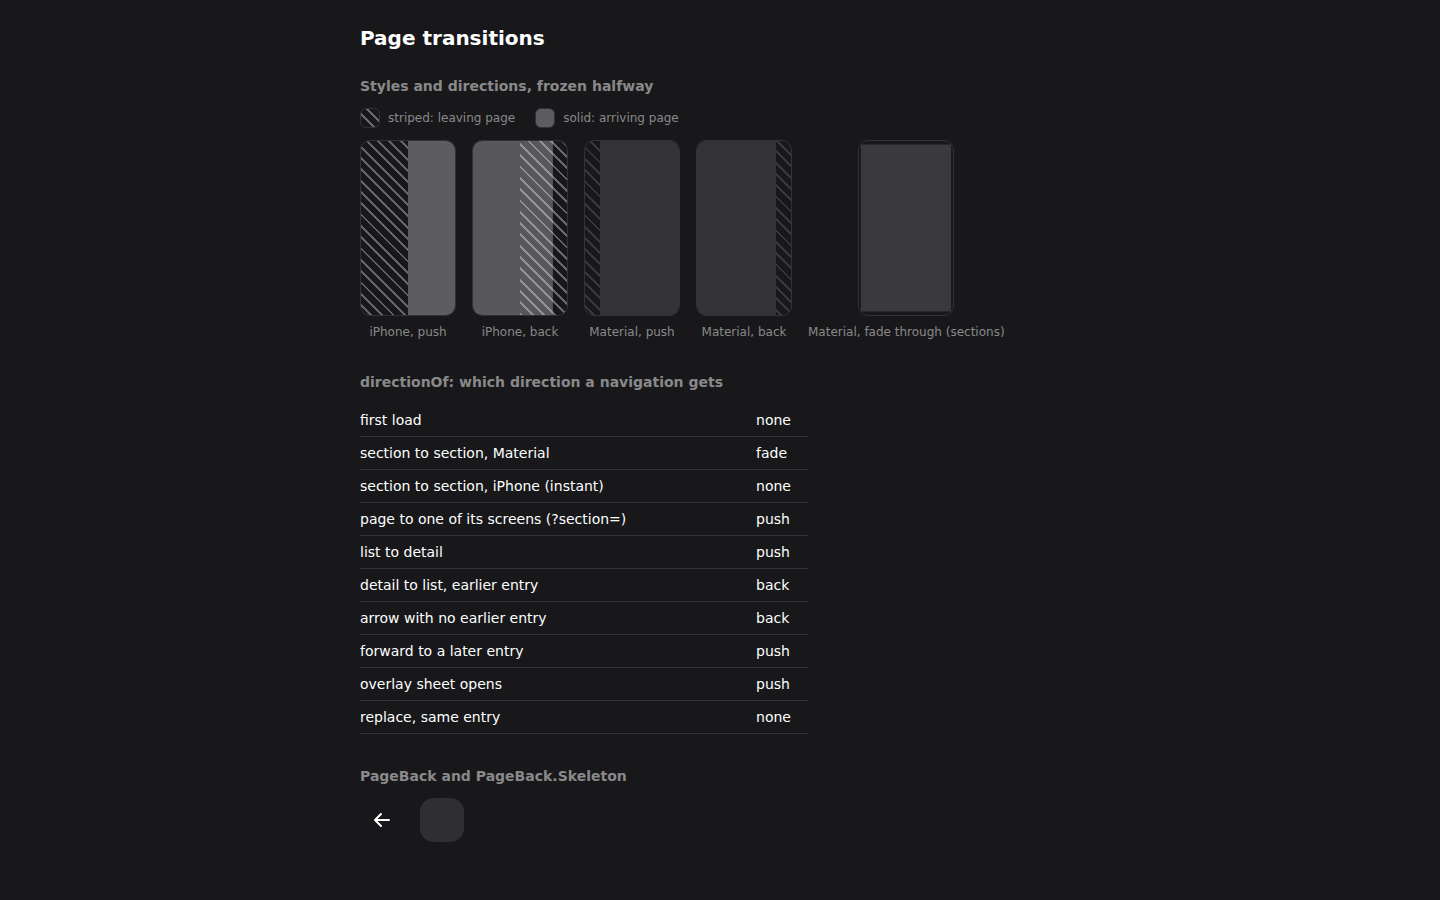 Page transitions
Styles and directions, frozen halfway
striped: leaving page solid: arriving page
iPhone, push iPhone, back Material, push Material, back Material, fade through (sections)
directionOf: which direction a navigation gets
first load none
section to section, Material fade
section to section, iPhone (instant) none
page to one of its screens (?section=) push
list to detail push
detail to list, earlier entry back
arrow with no earlier entry back
forward to a later entry push
overlay sheet opens push
replace, same entry none
PageBack and PageBack.Skeleton